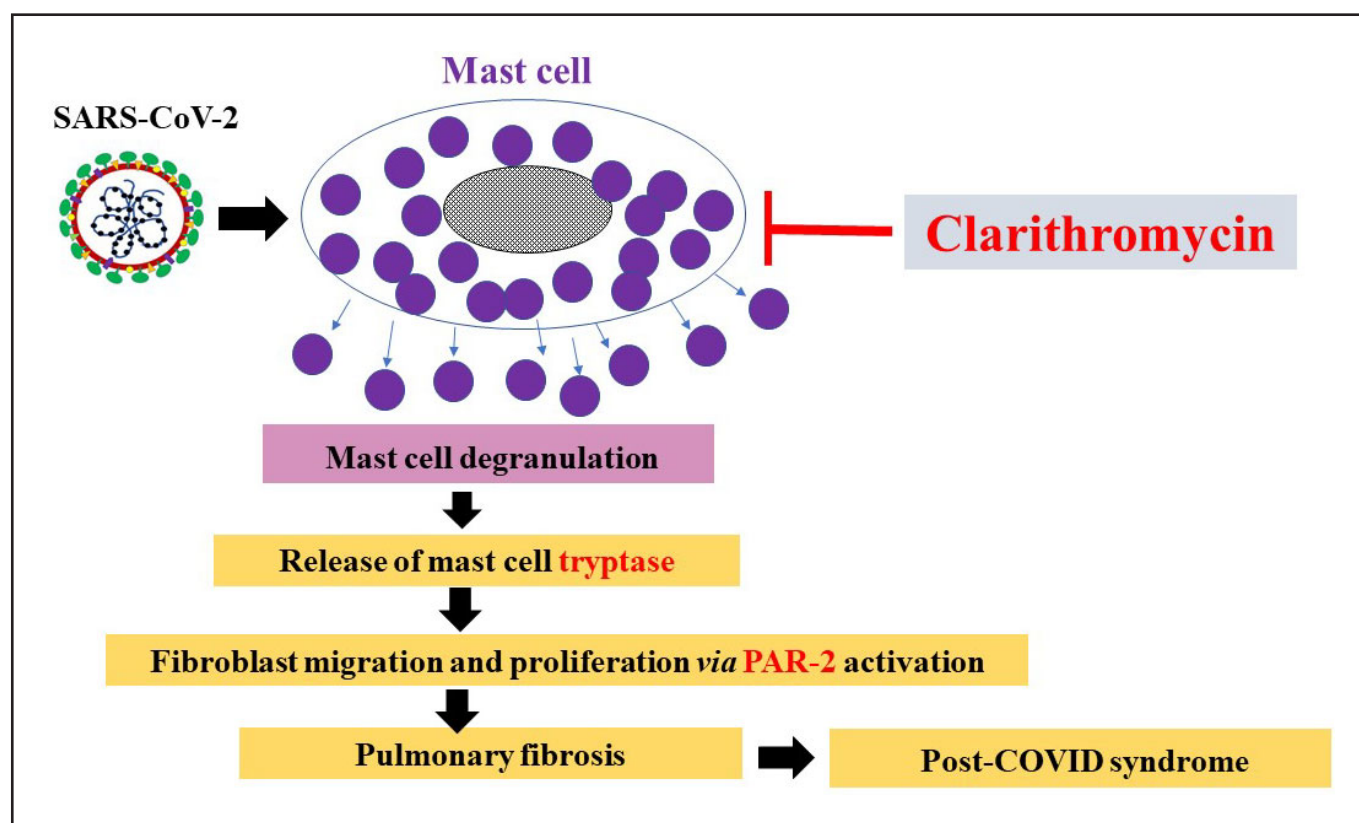 Mast cell
SARS-CoV-2
Clarithromycin
Mast cell degranulation
Release of mast cell tryptase
Fibroblast migration and proliferation via PAR-2 activation
Pulmonary fibrosis
Post-COVID syndrome